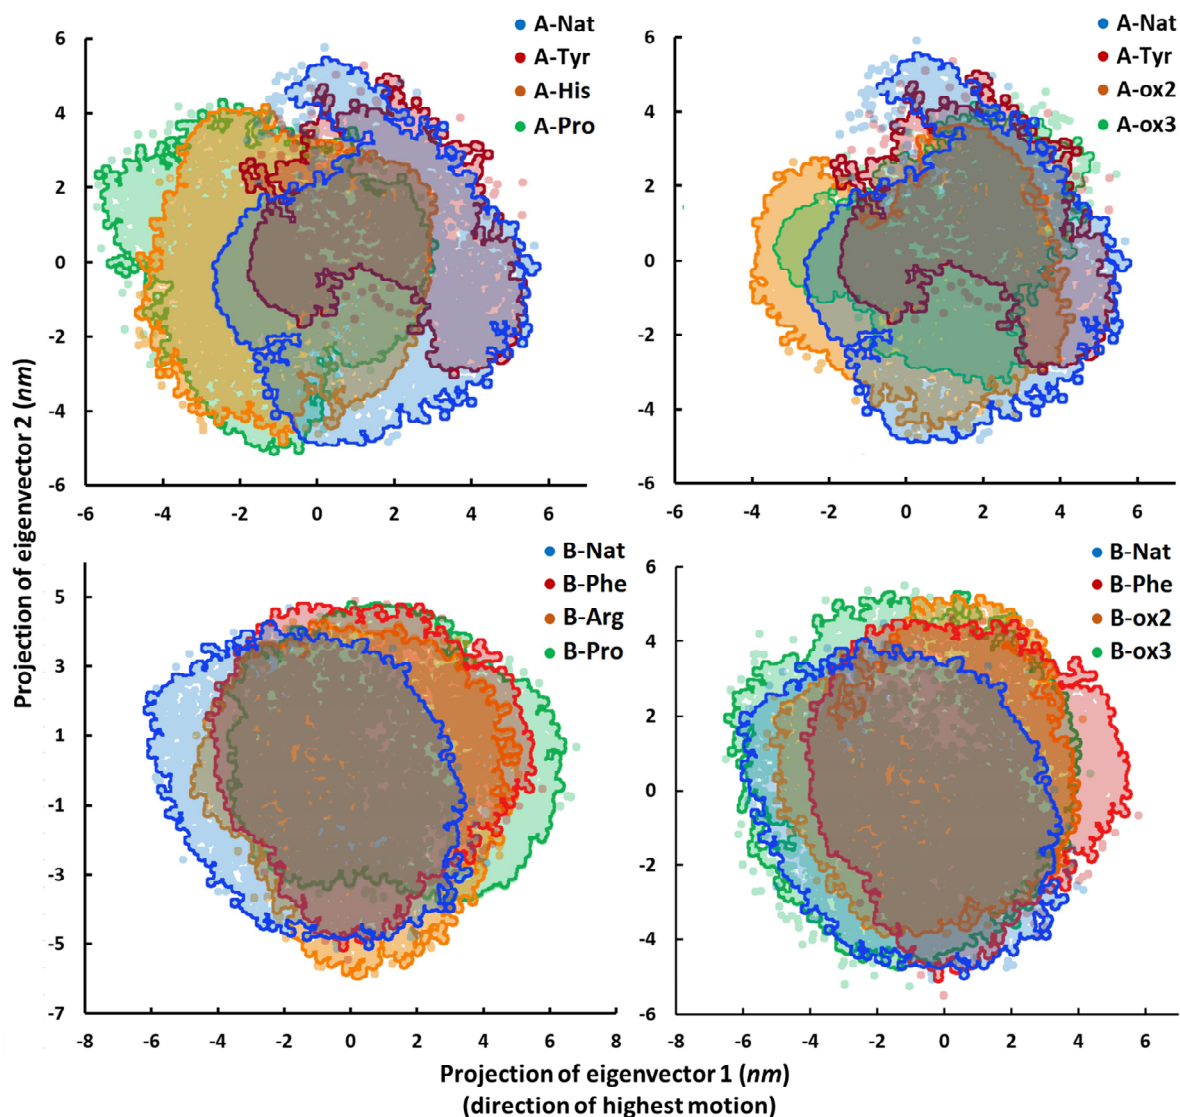 A-Nat
A-Tyr
A-His
A-Pro
6
4
2
0
-2
-4
-6
-6 -4 -2 0 2 4 6
A-Nat
A-Tyr
A-ox2
A-ox3
6
4
2
0
-2
-4
-6
-6 -4 -2 0 2 4 6
Projection of eigenvector 2 (nm)
B-Nat
B-Phe
B-Arg
B-Pro
5
3
1
-1
-3
-5
-7
-8 -6 -4 -2 0 2 4 6 8
B-Nat
B-Phe
B-ox2
B-ox3
6
4
2
0
-2
-4
-6
-8 -6 -4 -2 0 2 4 6
Projection of eigenvector 1 (nm)
(direction of highest motion)